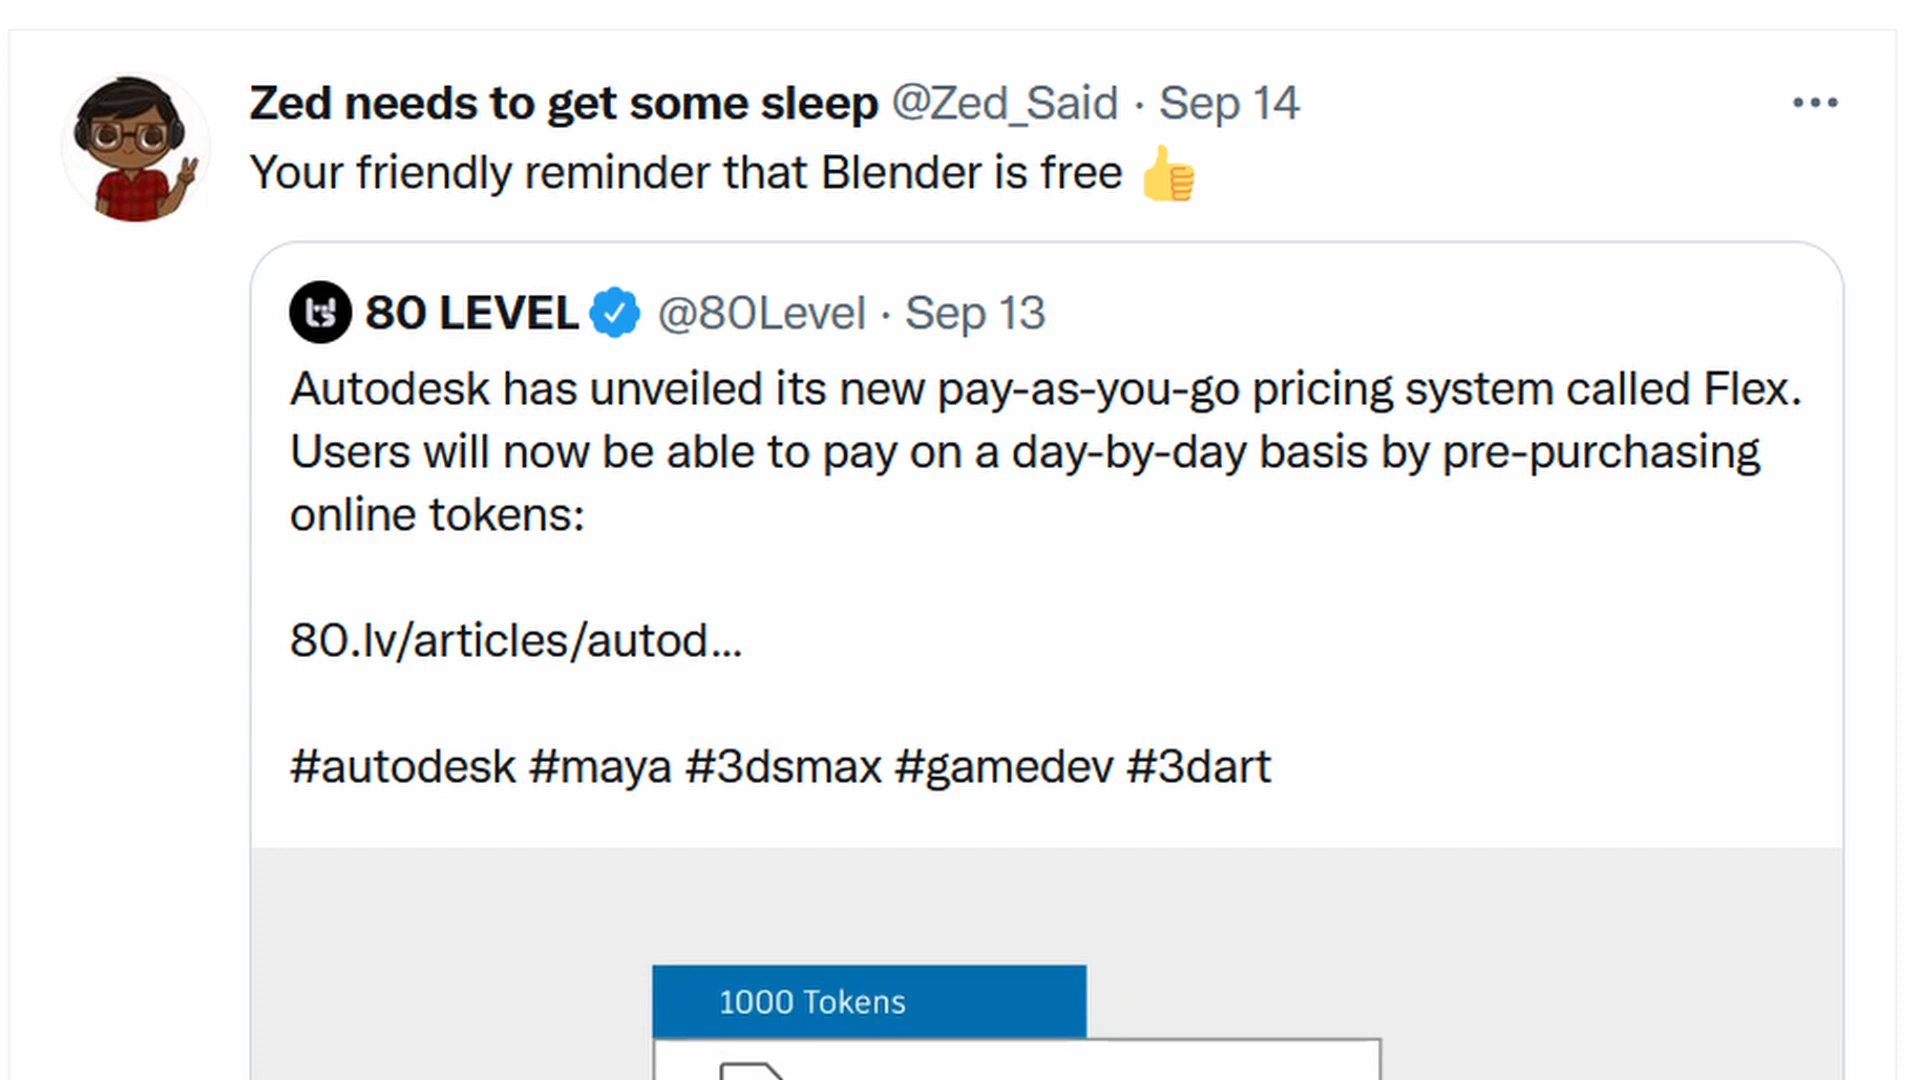 Zed needs to get some sleep @Zed_Said · Sep 14
Your friendly reminder that Blender is free 👍
80 LEVEL @80Level · Sep 13
Autodesk has unveiled its new pay-as-you-go pricing system called Flex.
Users will now be able to pay on a day-by-day basis by pre-purchasing
online tokens:
80.lv/articles/autod...
#autodesk #maya #3dsmax #gamedev #3dart
1000 Tokens